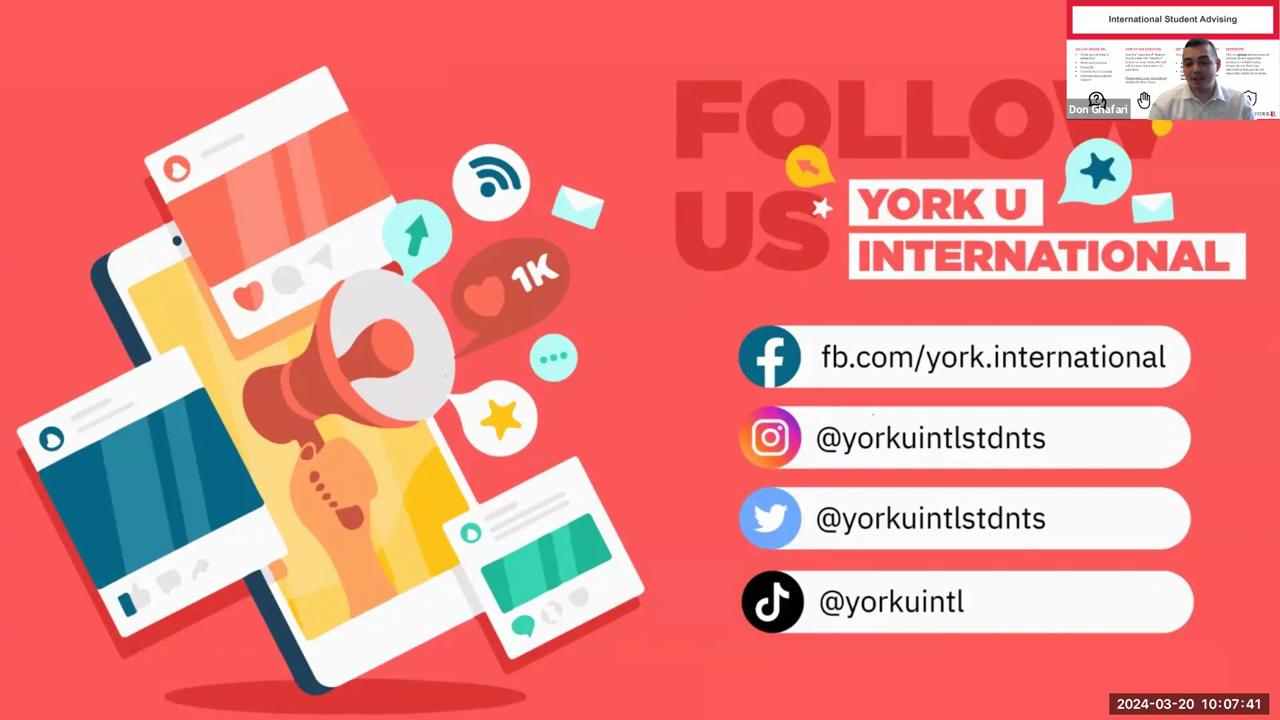 International Student Advising
Don Ghafari
YORK U
FOLLOW
US
YORK U
INTERNATIONAL
1K
fb.com/york.international
@yorkuintlstdnts
@yorkuintlstdnts
@yorkuintl
2024-03-20 10:07:41